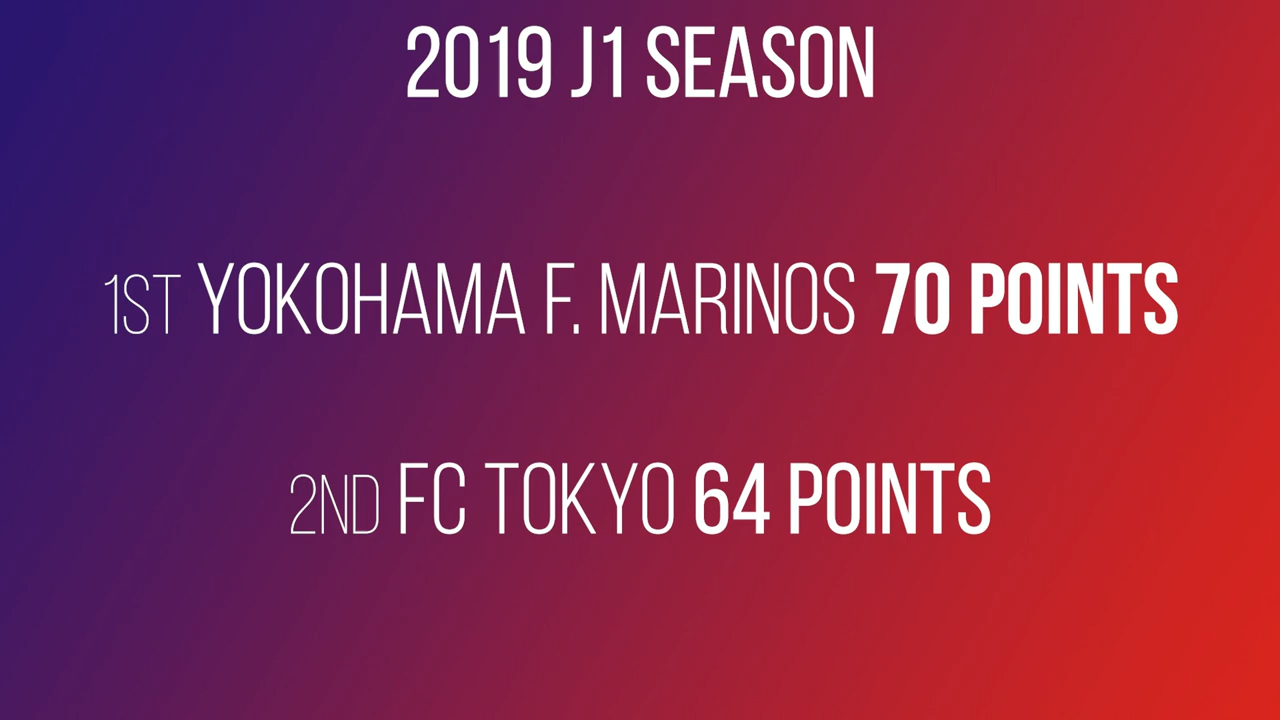 2019 J1 SEASON
1ST YOKOHAMA F. MARINOS 70 POINTS
2ND FC TOKYO 64 POINTS